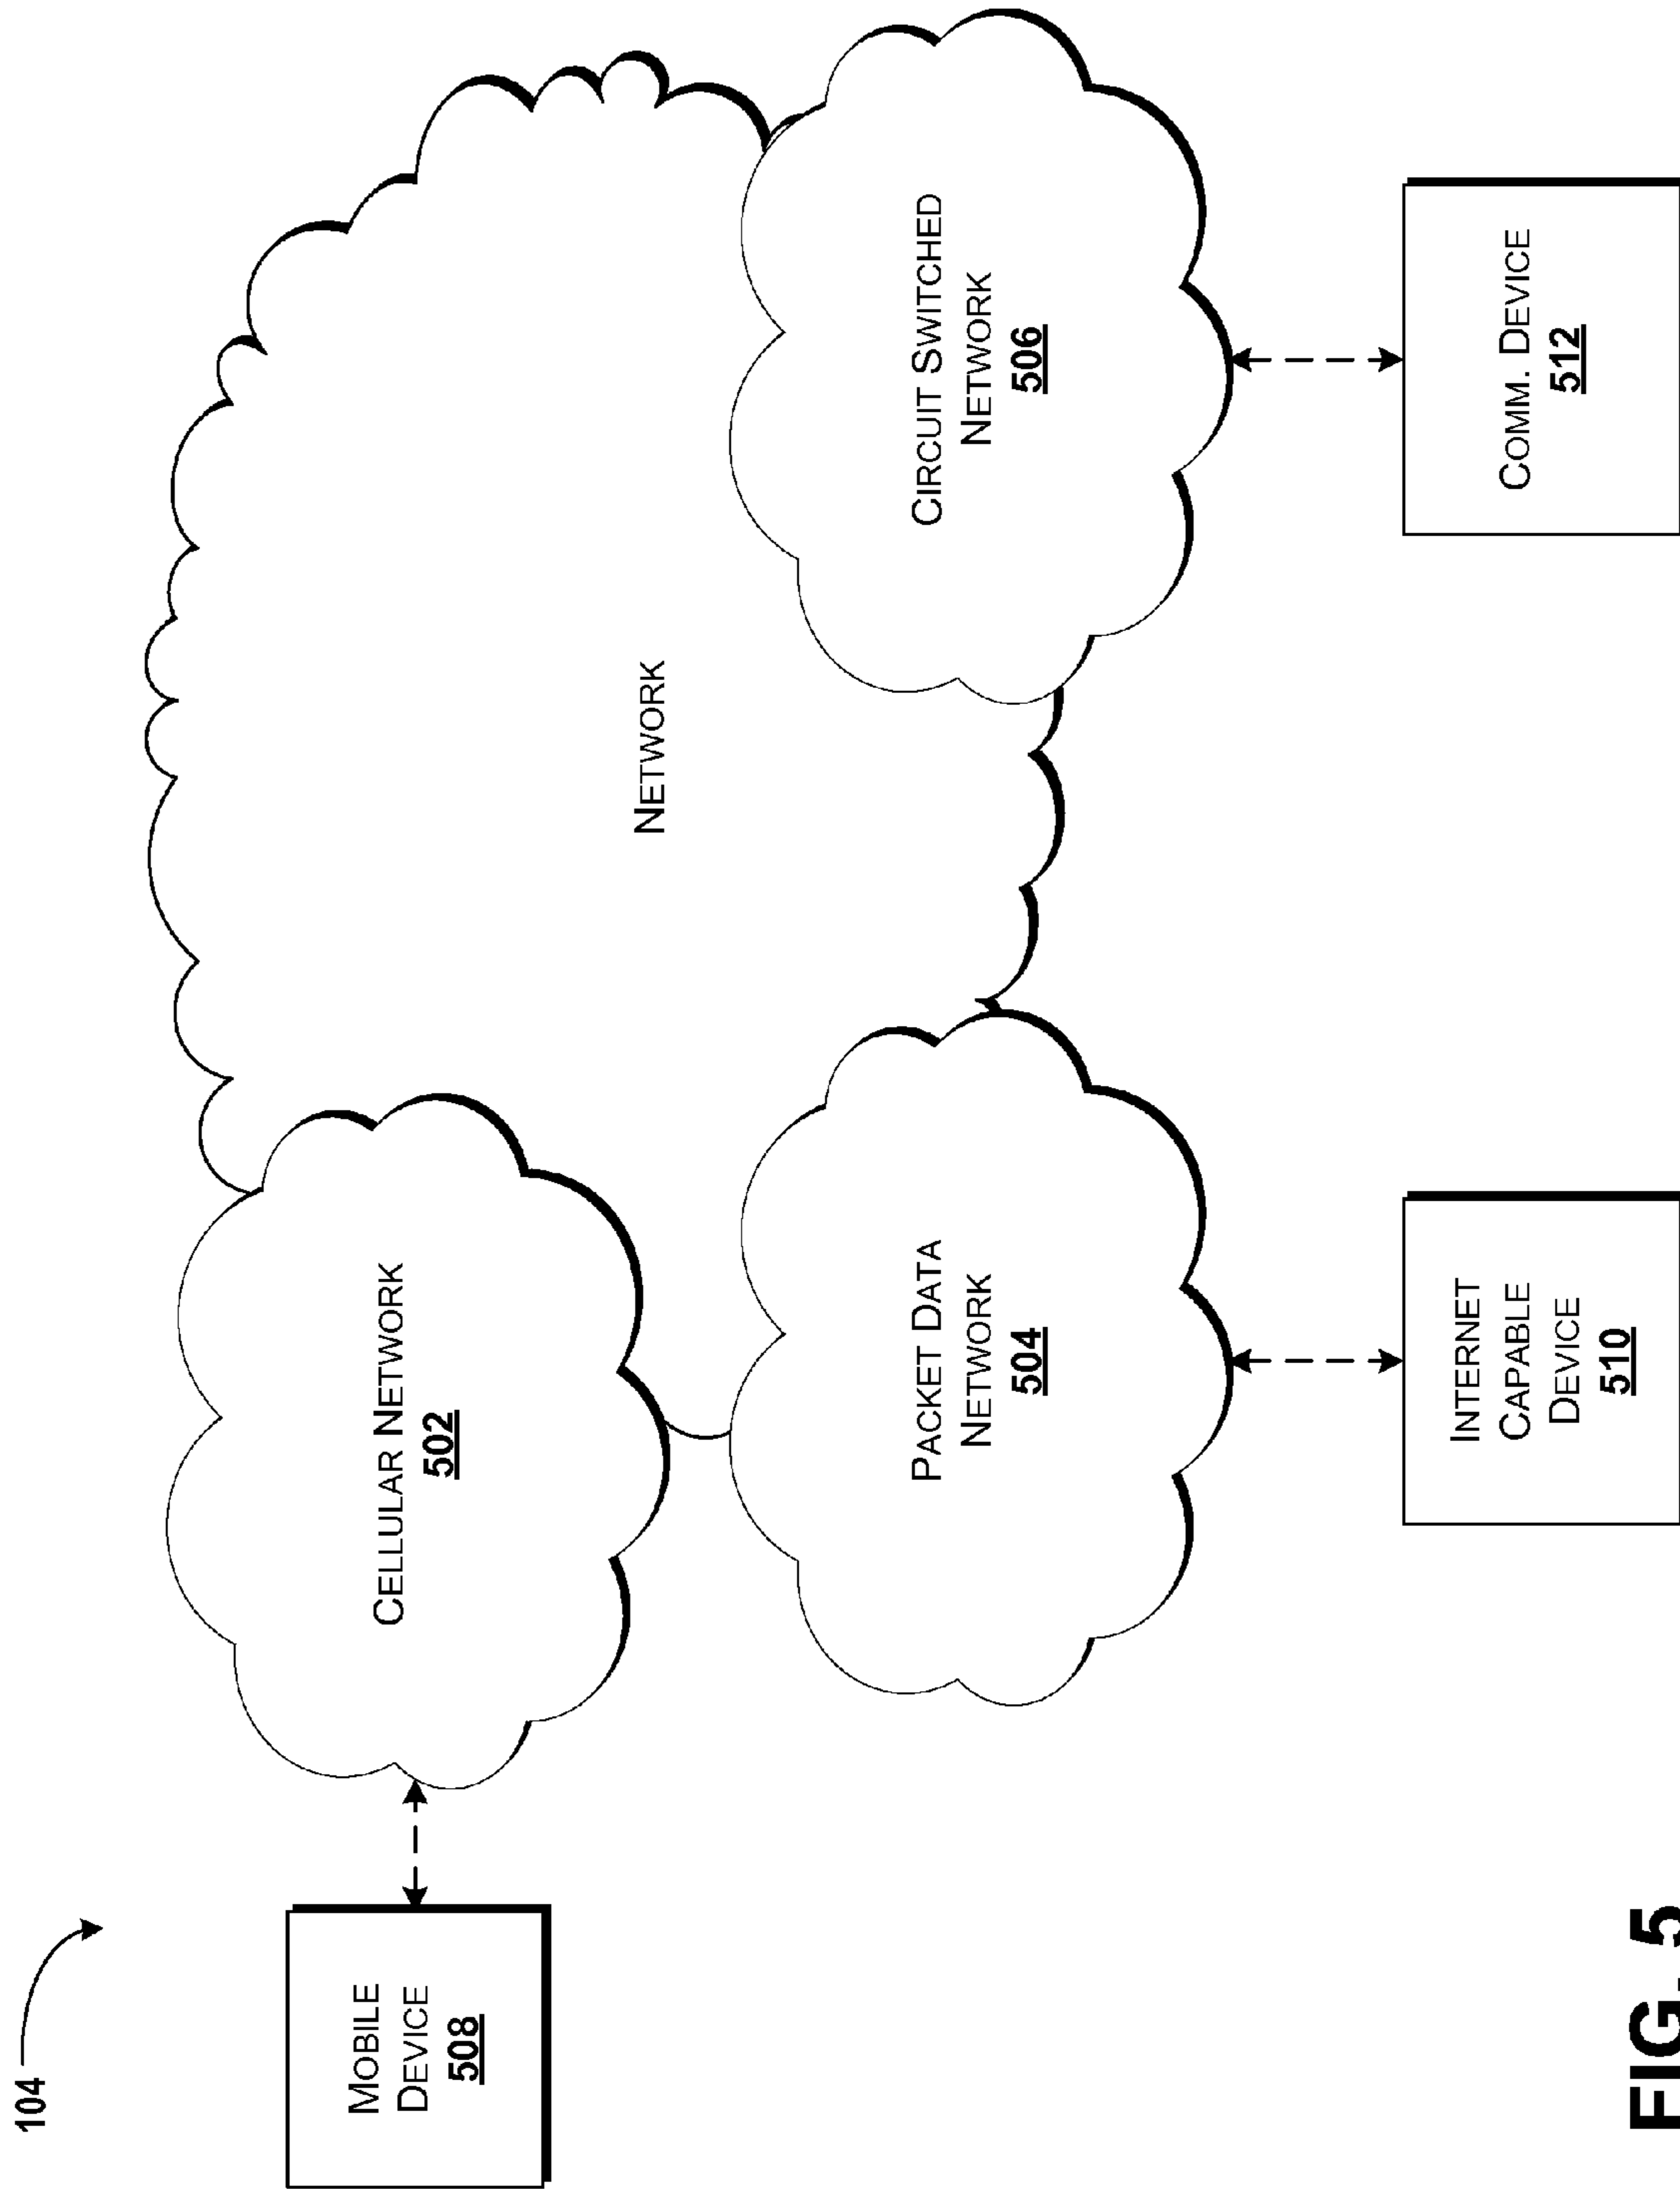 104
MOBILE
DEVICE
508
CELLULAR NETWORK
502
NETWORK
PACKET DATA
NETWORK
504
CIRCUIT SWITCHED
NETWORK
506
INTERNET
CAPABLE
DEVICE
510
COMM. DEVICE
512
FIG. 5